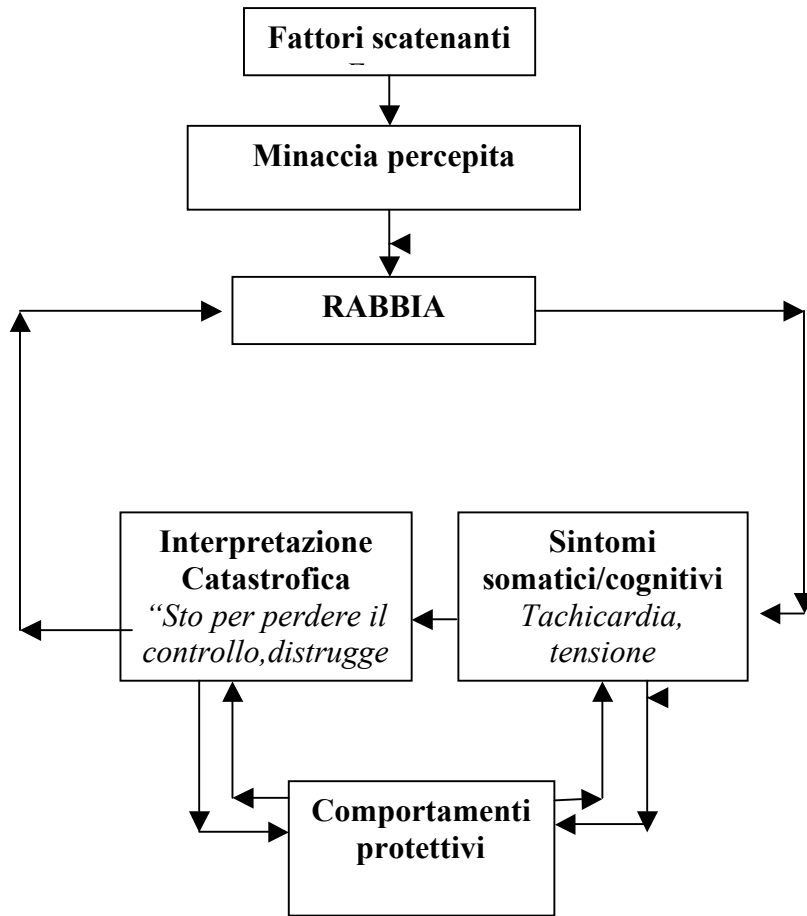 Fattori scatenanti
Minaccia percepita
RABBIA
Interpretazione
Catastrofica
“Sto per perdere il
controllo,distrugge
Sintomi
somatici/cognitivi
Tachicardia,
tensione
Comportamenti
protettivi